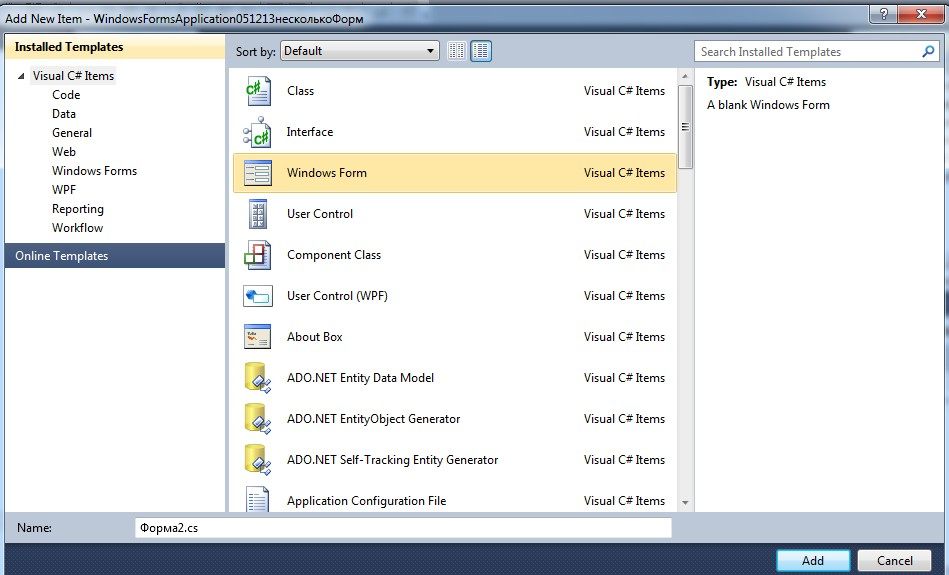 Add New Item - WindowsFormsApplication051213несколькоФорм
Installed Templates
Visual C# Items
Code
Data
General
Web
Windows Forms
WPF
Reporting
Workflow
Online Templates
Sort by: Default
Class Visual C# Items
Interface Visual C# Items
Windows Form Visual C# Items
User Control Visual C# Items
Component Class Visual C# Items
User Control (WPF) Visual C# Items
About Box Visual C# Items
ADO.NET Entity Data Model Visual C# Items
ADO.NET EntityObject Generator Visual C# Items
ADO.NET Self-Tracking Entity Generator Visual C# Items
Application Configuration File Visual C# Items
Search Installed Templates
Type: Visual C# Items
A blank Windows Form
Name: Форма2.cs
Add Cancel